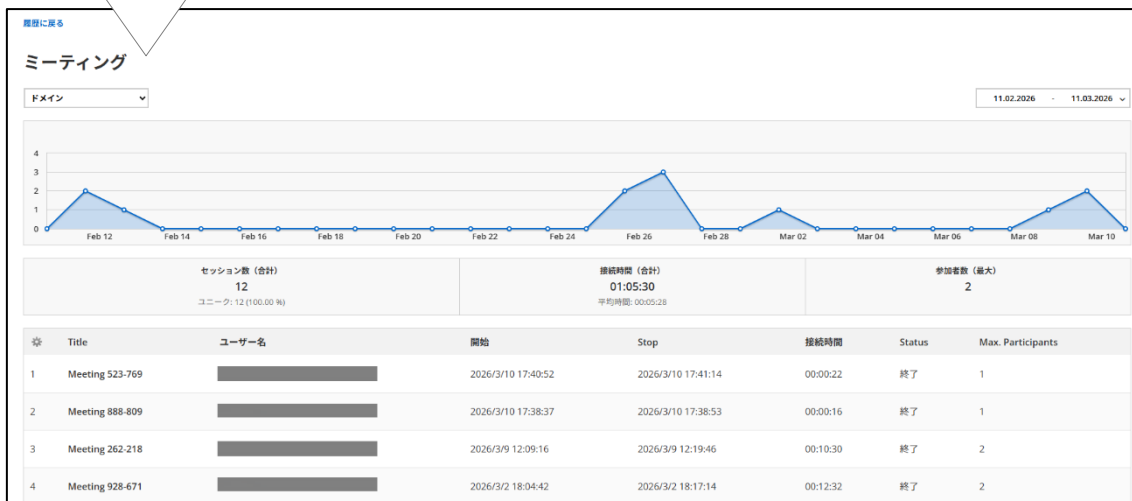 履歴に戻る
ミーティング
ドメイン
11.02.2026 - 11.03.2026
4
3
2
1
0
Feb 12 Feb 14 Feb 16 Feb 18 Feb 20 Feb 22 Feb 24 Feb 26 Feb 28 Mar 02 Mar 04 Mar 06 Mar 08 Mar 10
セッション数（合計） 接続時間（合計） 参加者数（最大）
12 01:05:30 2
ユニーク: 12 (100.00 %) 平均時間: 00:05:28
Title ユーザー名 開始 Stop 接続時間 Status Max. Participants
1 Meeting 523-769 2026/3/10 17:40:52 2026/3/10 17:41:14 00:00:22 終了 1
2 Meeting 888-809 2026/3/10 17:38:37 2026/3/10 17:38:53 00:00:16 終了 1
3 Meeting 262-218 2026/3/9 12:09:16 2026/3/9 12:19:46 00:10:30 終了 2
4 Meeting 928-671 2026/3/2 18:04:42 2026/3/2 18:17:14 00:12:32 終了 2